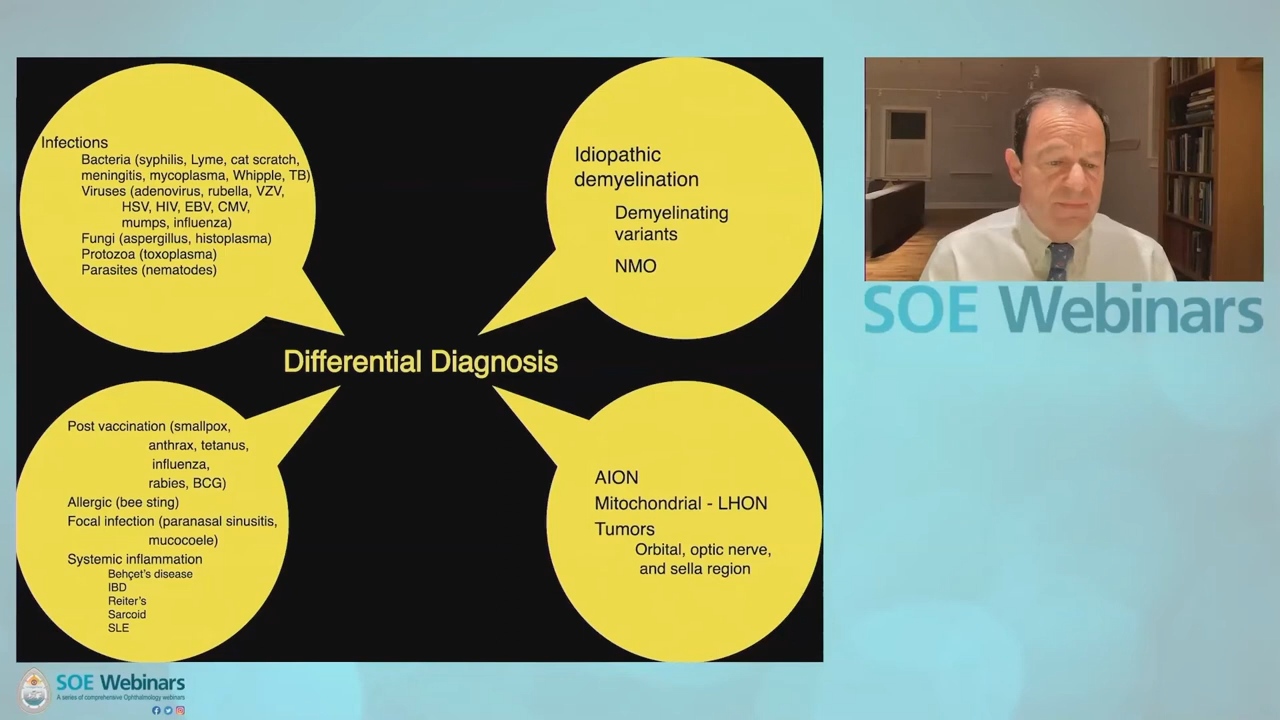 Infections
Bacteria (syphilis, Lyme, cat scratch,
meningitis, mycoplasma, Whipple, TB)
Viruses (adenovirus, rubella, VZV,
HSV, HIV, EBV, CMV,
mumps, influenza)
Fungi (aspergillus, histoplasma)
Protozoa (toxoplasma)
Parasites (nematodes)
Idiopathic
demyelination
Demyelinating
variants
NMO
Differential Diagnosis
Post vaccination (smallpox,
anthrax, tetanus,
influenza,
rabies, BCG)
Allergic (bee sting)
Focal infection (paranasal sinusitis,
mucocoele)
Systemic inflammation
Behçet's disease
IBD
Reiter's
Sarcoid
SLE
AION
Mitochondrial - LHON
Tumors
Orbital, optic nerve,
and sella region
SOE Webinars
SOE Webinars
A series of comprehensive Ophthalmology webinars